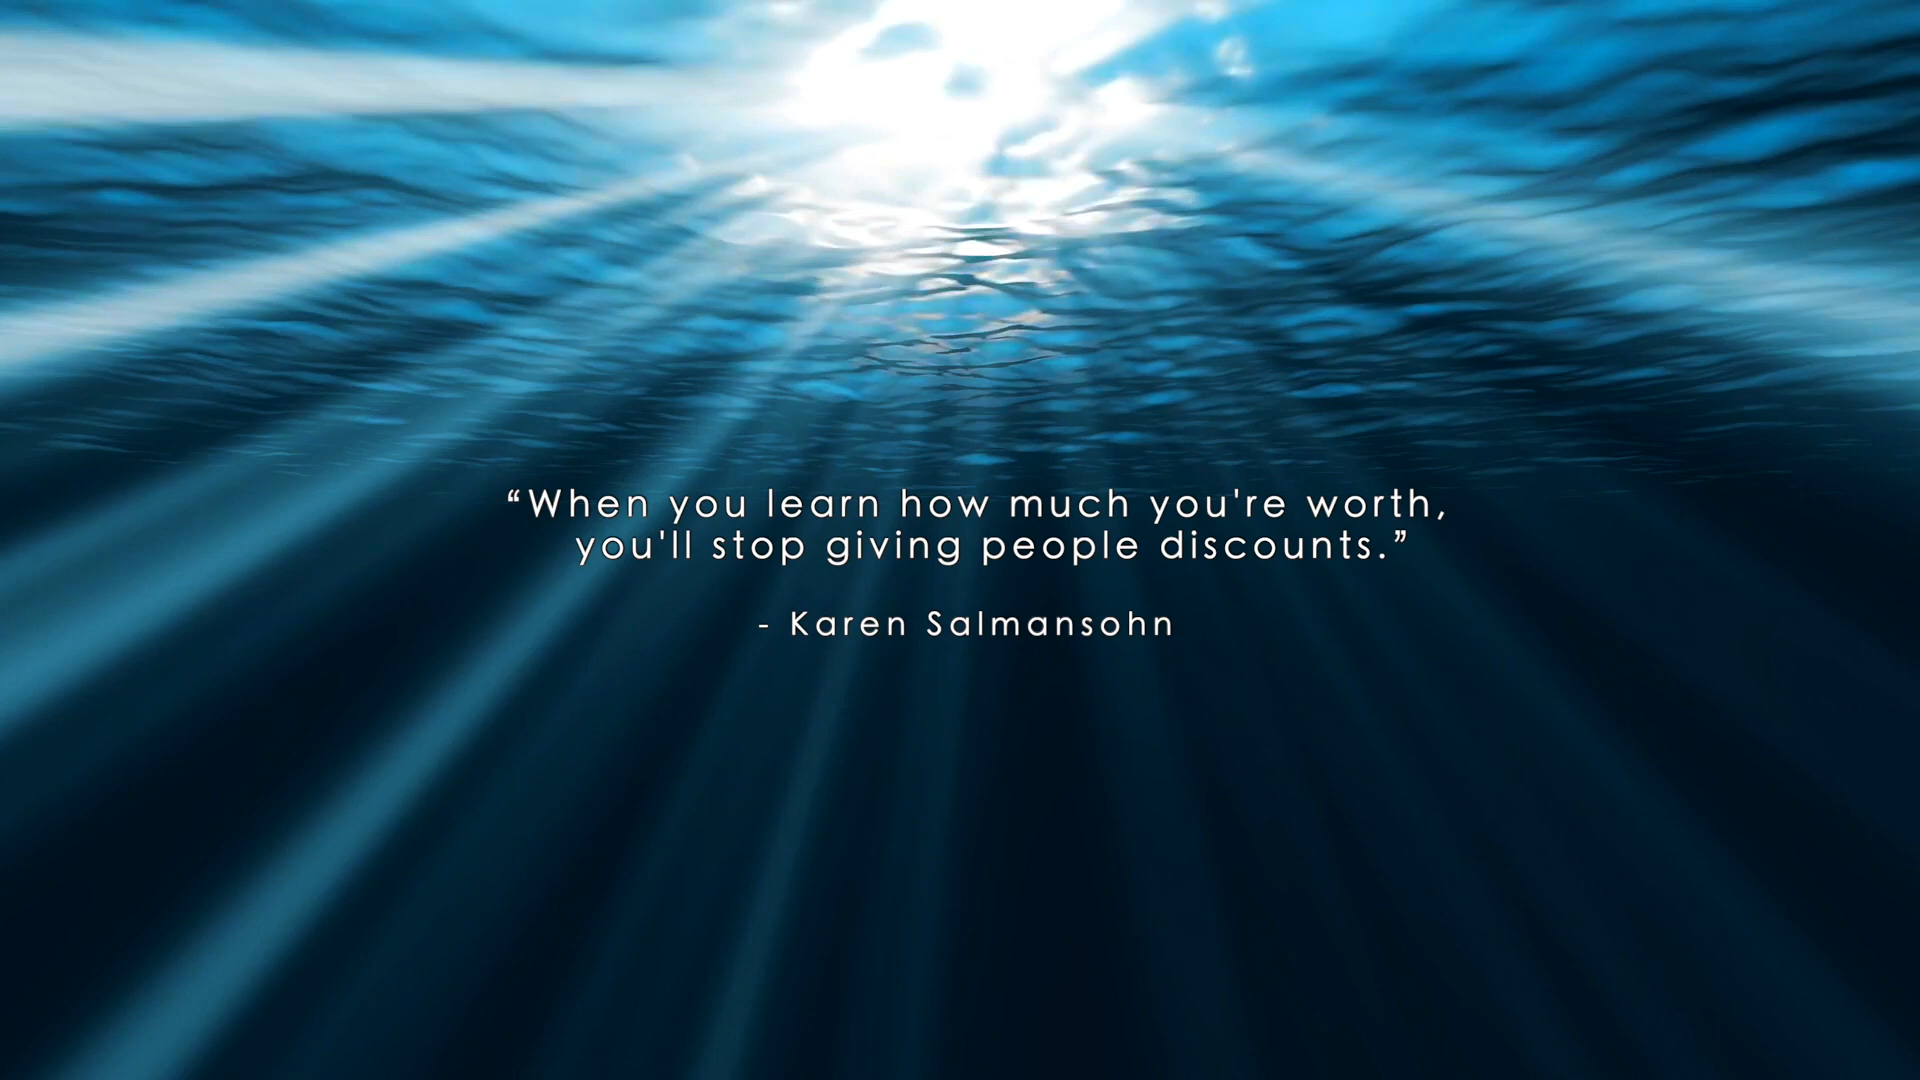 “When you learn how much you're worth,
you'll stop giving people discounts.”
- Karen Salmansohn